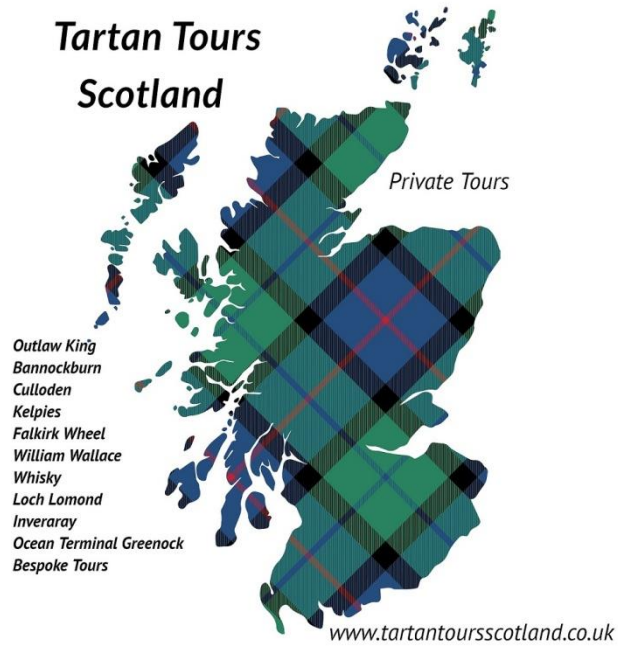 Tartan Tours
Scotland
Private Tours
Outlaw King
Bannockburn
Culloden
Kelpies
Falkirk Wheel
William Wallace
Whisky
Loch Lomond
Inveraray
Ocean Terminal Greenock
Bespoke Tours
www.tartantoursscotland.co.uk